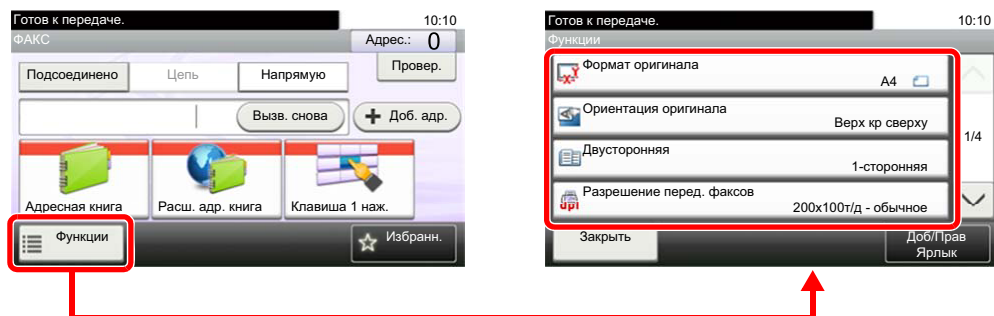 Готов к передаче.
10:10
ФАКС
Адрес.: 0
Подсоединено
Цепь
Напрямую
Провер.
Вызв. снова
Доб. адр.
Адресная книга
Расш. адр. книга
Клавиша 1 наж.
Функции
Избранн.
Готов к передаче.
10:10
Функции
Формат оригинала
A4
Ориентация оригинала
Верх кр сверху
1/4
Двусторонняя
1-сторонняя
Разрешение перед. факсов
200x100т/д - обычное
Закрыть
Доб/Прав
Ярлык